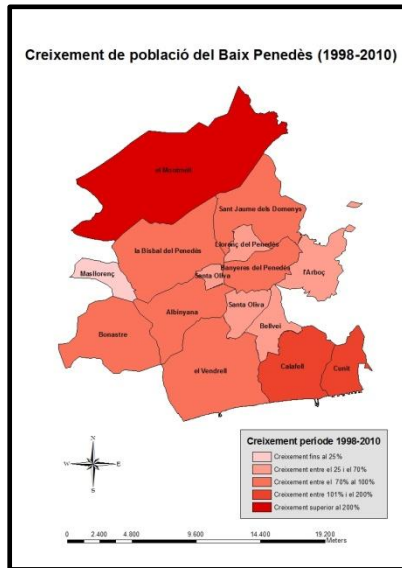 Creixement de població del Baix Penedès (1998-2010)
el Montmell
Sant Jaume dels Domenys
Llorenç del Penedès
la Bisbal del Penedès
Banyeres del Penedès
Masllorenç
Santa Oliva
l'Arboç
Albinyana
Santa Oliva
Bonastre
Bellvei
el Vendrell
Calafell
Cunit
N
W
E
S
Creixement període 1998-2010
Creixement fins al 25%
Creixement entre el 25 i el 70%
Creixement entre el 70% al 100%
Creixement entre 101% i el 200%
Creixement superior al 200%
0 2.400 4.800 9.600 14.400 19.200
Meters